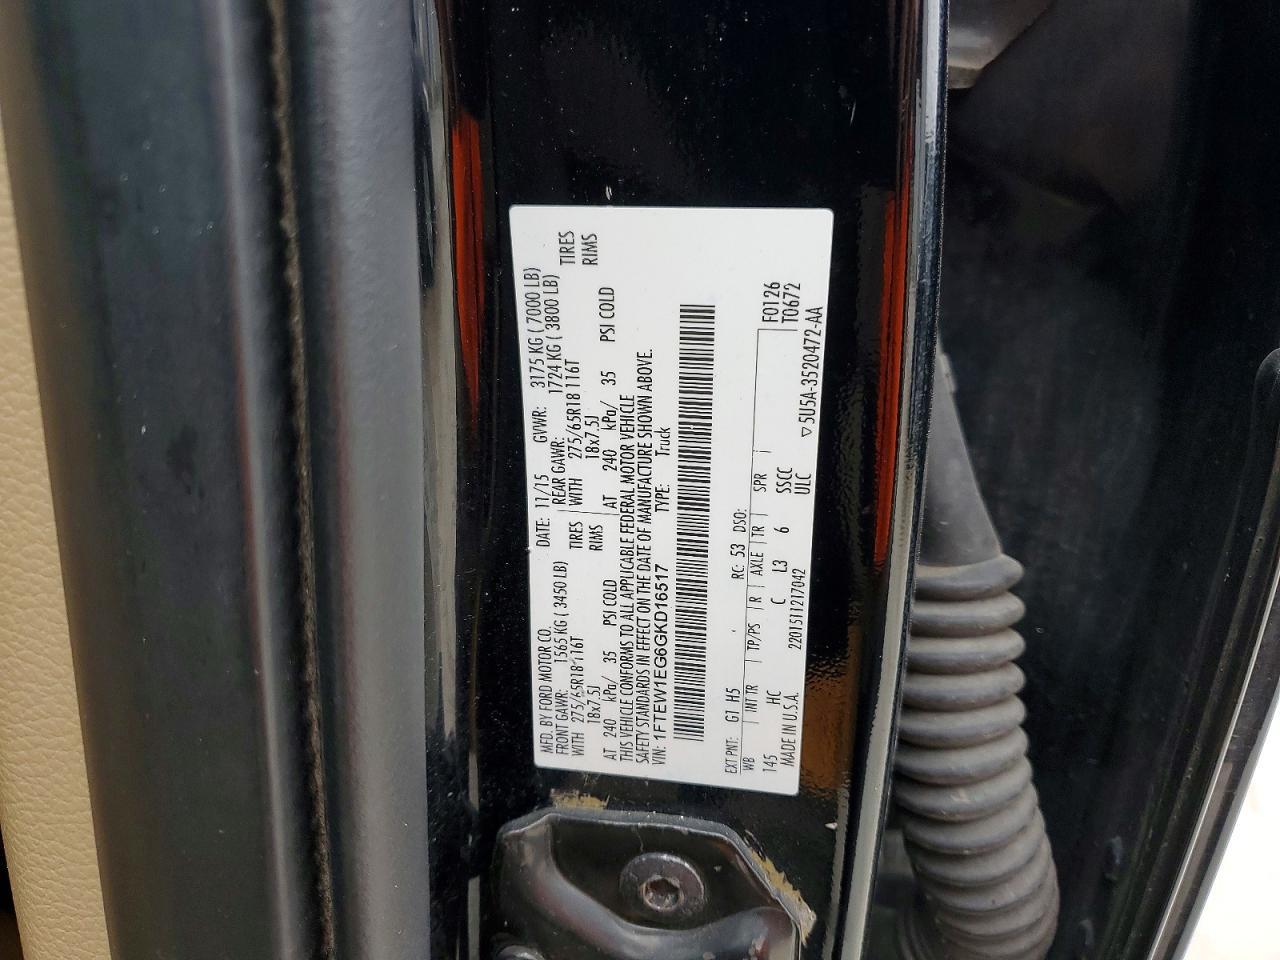 MFD. BY FORD MOTOR CO.
DATE: 11/15 GVWR: 3175 KG ( 7000 LB)
FRONT GAWR: 1565 KG ( 3450 LB)
REAR GAWR: 1724 KG ( 3800 LB)
WITH 275/65R18 116T TIRES
WITH 275/65R18 116T TIRES
18x7.5J RIMS
18x7.5J RIMS
AT 240 kPa/ 35 PSI COLD
AT 240 kPa/ 35 PSI COLD
THIS VEHICLE CONFORMS TO ALL APPLICABLE FEDERAL MOTOR VEHICLE
SAFETY STANDARDS IN EFFECT ON THE DATE OF MANUFACTURE SHOWN ABOVE.
VIN: 1FTEW1EG6GKD16517 TYPE: Truck
EXT PNT: G1 H5 RC: 53 DSO: F0126
WB INT TR TP/PS R AXLE TR SPR T0672
145 HC C L3 6 SSCC
MADE IN U.S.A. 2201511217042 ULC ▽5U5A-3520472-AA